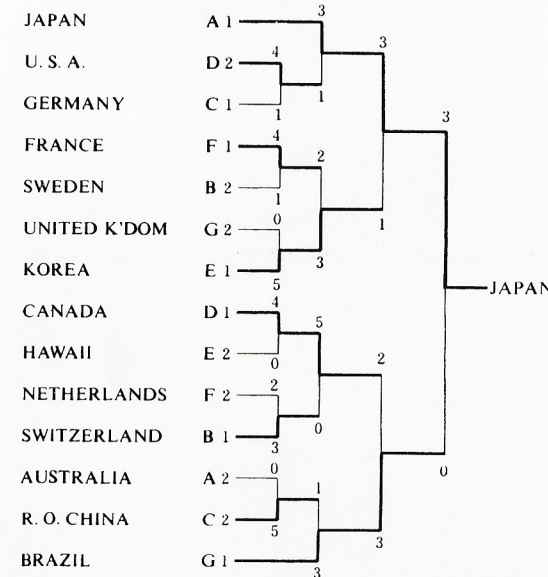 3
JAPAN A 1
3
U. S. A. D 2 4
GERMANY C 1 1 1
3
FRANCE F 1 4
2
SWEDEN B 2 1
UNITED K'DOM G 2 0 1
KOREA E 1 5 3
JAPAN
CANADA D 1 4
5
HAWAII E 2 0
2
NETHERLANDS F 2 2
SWITZERLAND B 1 3 0
AUSTRALIA A 2 0
0
R. O. CHINA C 2 5 1
3
BRAZIL G 1 3